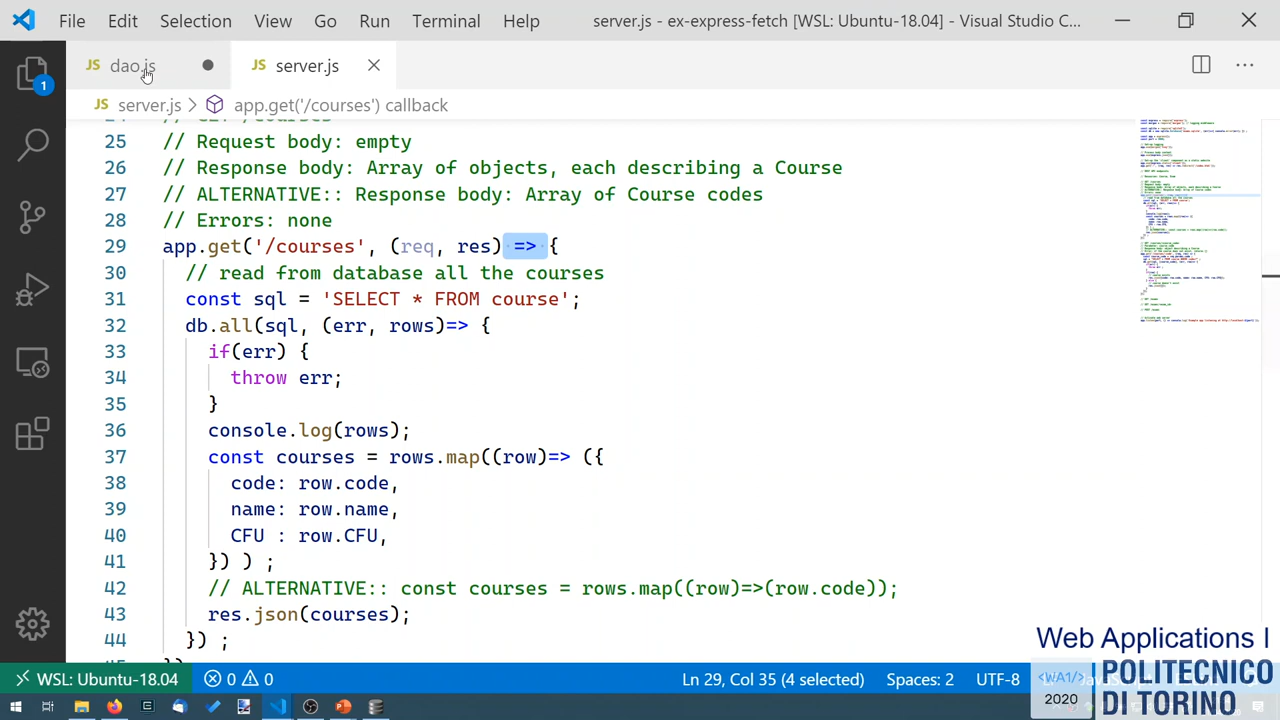 File Edit Selection View Go Run Terminal Help server.js - ex-express-fetch [WSL: Ubuntu-18.04] - Visual Studio C...
JS dao.js ● JS server.js
JS server.js > app.get('/courses') callback
1
25 // Request body: empty
26 // Response body: Array of objects, each describing a Course
27 // ALTERNATIVE:: Response body: Array of Course Codes
28 // Errors: none
29 app.get('/courses', (req, res) => {
30 // read from database all the courses
31 const sql = 'SELECT * FROM course';
32 db.all(sql, (err, rows)=> {
33 if(err) {
34 throw err;
35 }
36 console.log(rows);
37 const courses = rows.map((row)=> ({
38 code: row.code,
39 name: row.name,
40 CFU : row.CFU,
41 }) ) ;
42 // ALTERNATIVE:: const courses = rows.map((row)=>(row.code));
43 res.json(courses);
44 }) ;
Web Applications I
<WA1/>
2020
POLITECNICO
DI TORINO
WSL: Ubuntu-18.04 0 0 Ln 29, Col 35 (4 selected) Spaces: 2 UTF-8